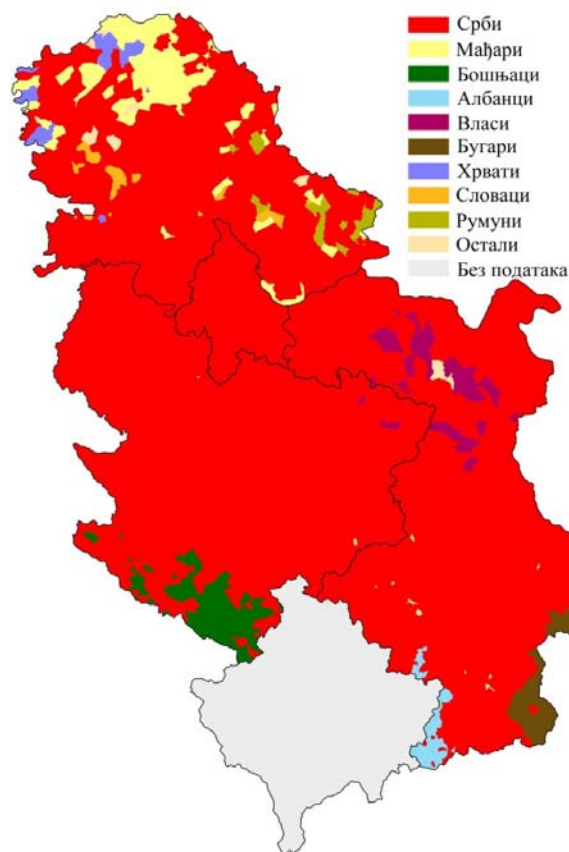 Срби
Мађари
Бошњаци
Албанци
Власи
Бугари
Хрвати
Словаци
Румуни
Остали
Без података